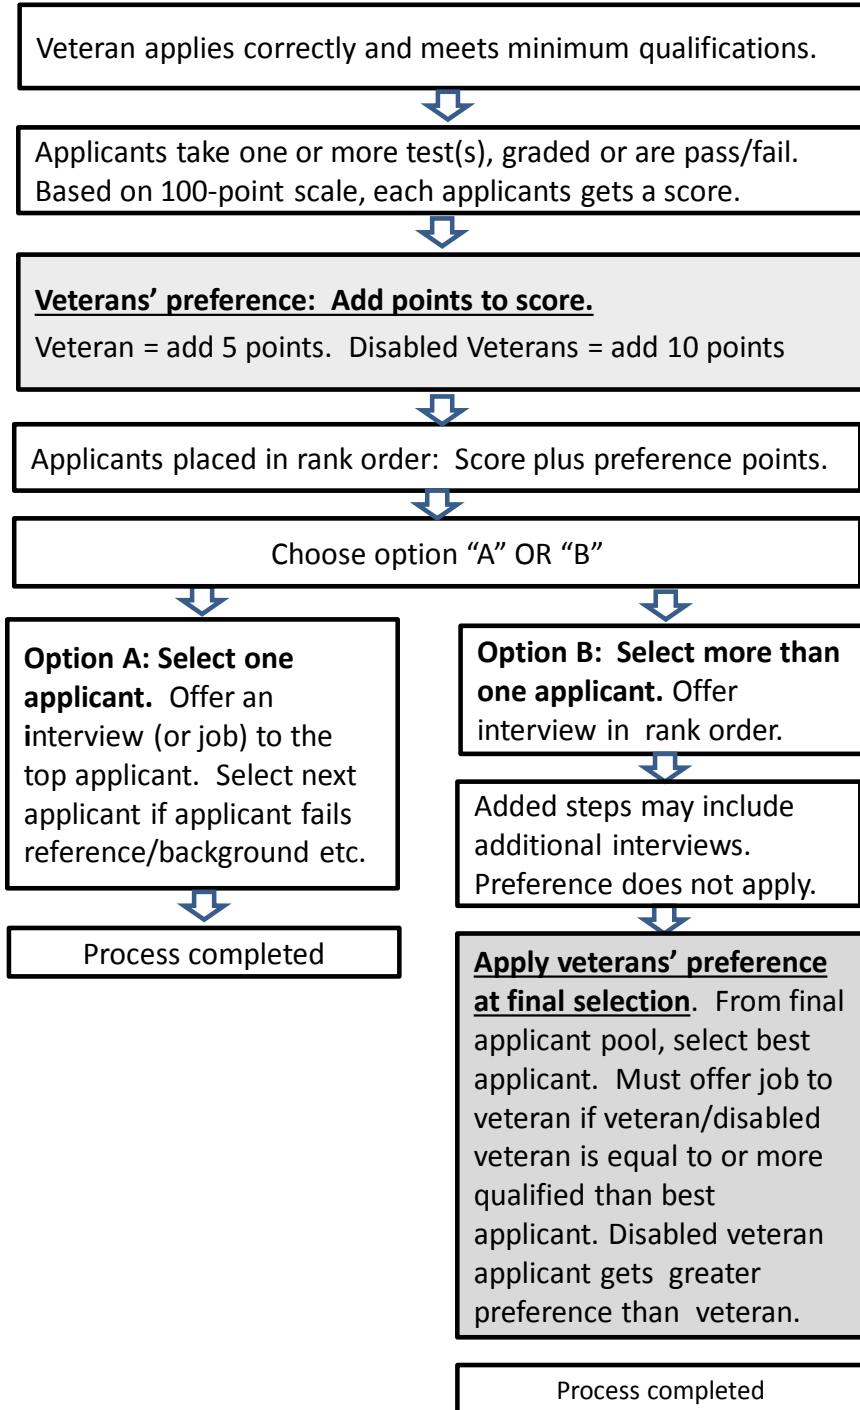 Veteran applies correctly and meets minimum qualifications.
Applicants take one or more test(s), graded or are pass/fail.
Based on 100-point scale, each applicants gets a score.
Veterans’ preference:  Add points to score.
Veteran = add 5 points.  Disabled Veterans = add 10 points
Applicants placed in rank order:  Score plus preference points.
Choose option “A” OR “B”
Option A: Select one
applicant.  Offer an
interview (or job) to the
top applicant.  Select next
applicant if applicant fails
reference/background etc.
Process completed
Option B:  Select more than
one applicant. Offer
interview in  rank order.
Added steps may include
additional interviews.
Preference does not apply.
Apply veterans’ preference
at final selection.  From final
applicant pool, select best
applicant.  Must offer job to
veteran if veteran/disabled
veteran is equal to or more
qualified than best
applicant. Disabled veteran
applicant gets  greater
preference than  veteran.
Process completed